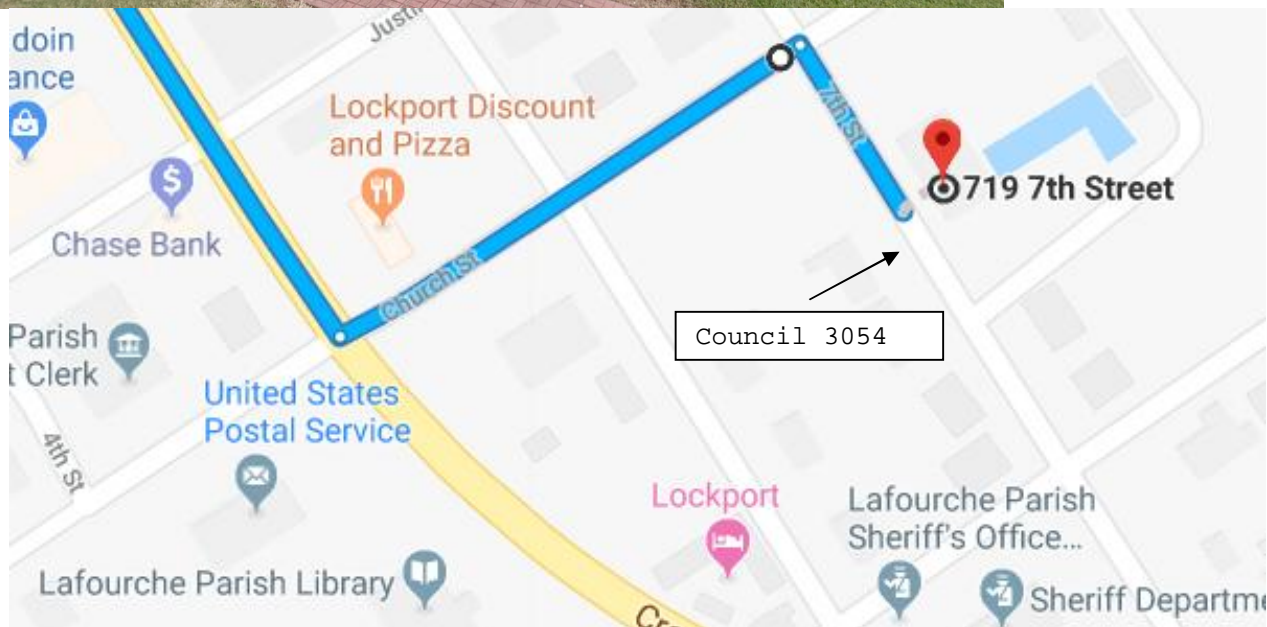 doin
ance
Lockport Discount
and Pizza
7th St
719 7th Street
Chase Bank
Church St
Council 3054
Parish
t Clerk
United States
Postal Service
4th St
Lockport
Lafourche Parish
Sheriff's Office...
Lafourche Parish Library
Sheriff Departme